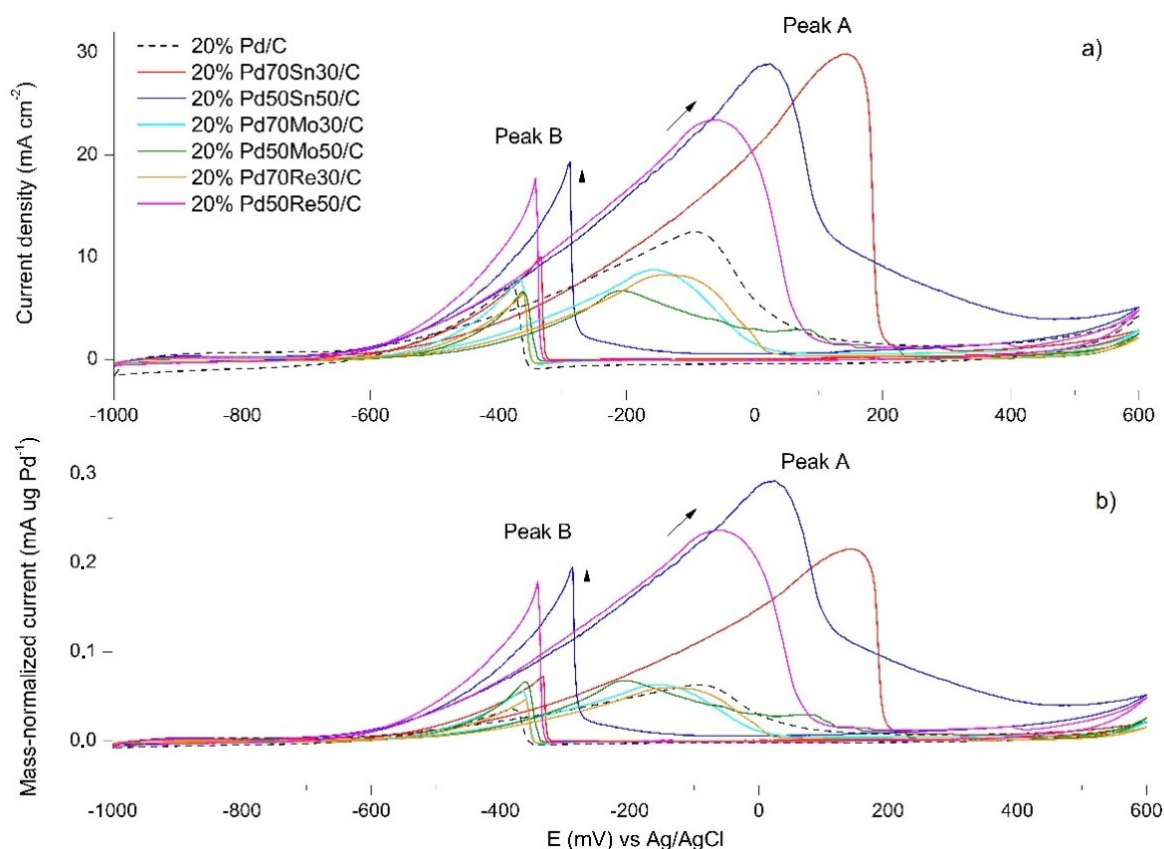 Peak A
a)
30
20% Pd/C
20% Pd70Sn30/C
20% Pd50Sn50/C
20% Pd70Mo30/C
20% Pd50Mo50/C
20% Pd70Re30/C
20% Pd50Re50/C
Peak B
20
10
0
Current density (mA cm⁻²)
-1000 -800 -600 -400 -200 0 200 400 600
0,3
Peak A
b)
Peak B
0,2
0,1
0,0
Mass-normalized current (mA ug Pd⁻¹)
-1000 -800 -600 -400 -200 0 200 400 600
E (mV) vs Ag/AgCl